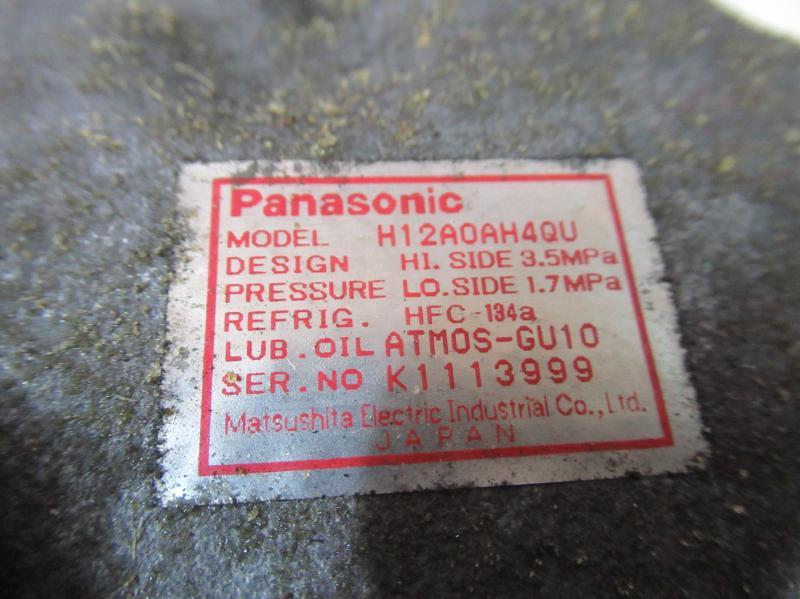 Panasonic
MODEL H12A0AH4QU
DESIGN HI. SIDE 3.5MPa
PRESSURE LO. SIDE 1.7MPa
REFRIG. HFC-134a
LUB. OIL ATMOS-GU10
SER. NO K1113999
Matsushita Electric Industrial Co., Ltd.
JAPAN